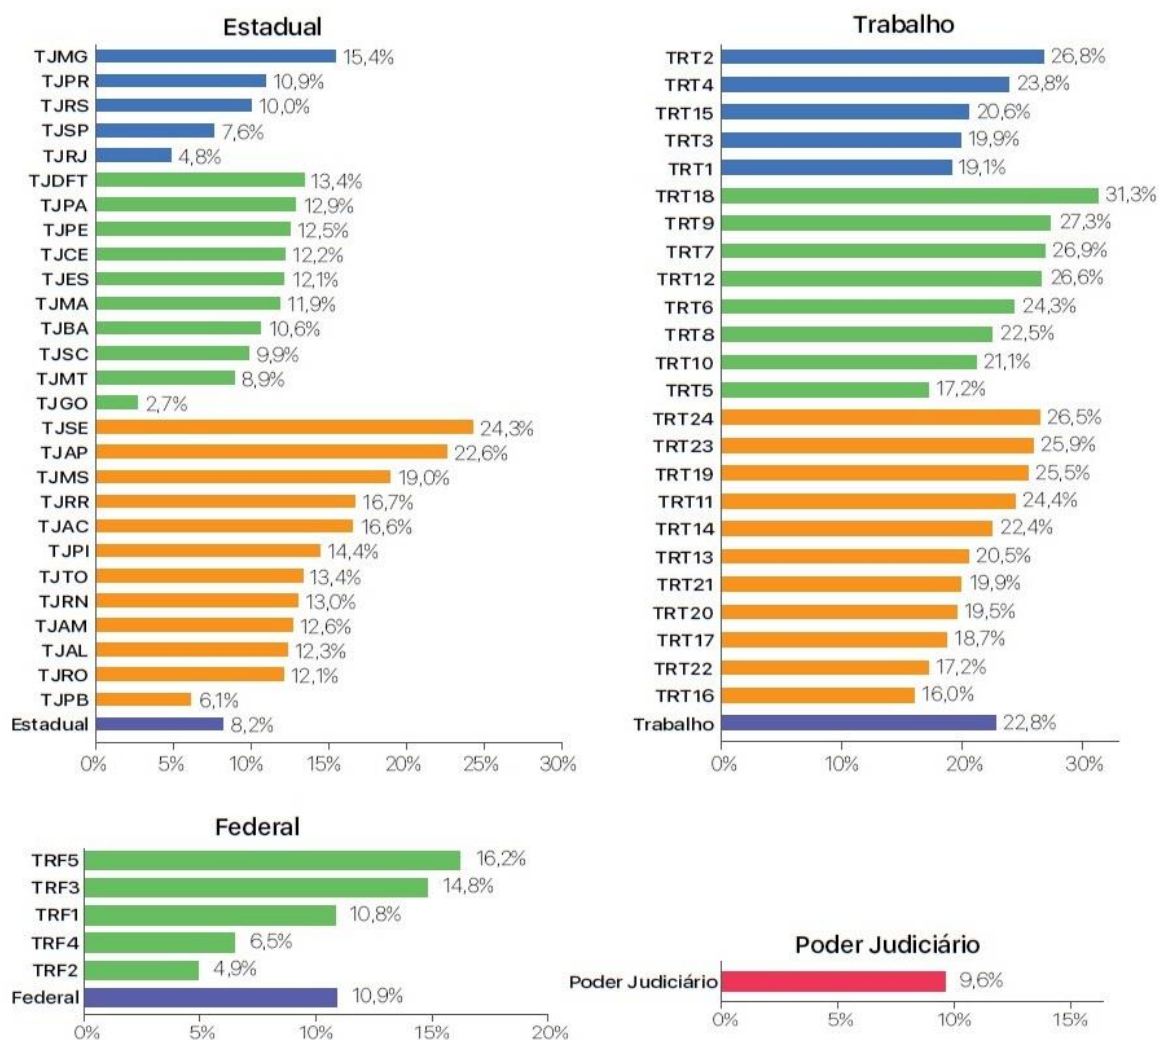 Estadual
TJMG 15,4%
TJPR 10,9%
TJRS 10,0%
TJSP 7,6%
TJRJ 4,8%
TJDFT 13,4%
TJPA 12,9%
TJPE 12,5%
TJCE 12,2%
TJES 12,1%
TJMA 11,9%
TJBA 10,6%
TJSC 9,9%
TJMT 8,9%
TJGO 2,7%
TJSE 24,3%
TJAP 22,6%
TJMS 19,0%
TJRR 16,7%
TJAC 16,6%
TJPI 14,4%
TJTO 13,4%
TJRN 13,0%
TJAM 12,6%
TJAL 12,3%
TJRO 12,1%
TJPB 6,1%
Estadual 8,2%
0% 5% 10% 15% 20% 25% 30%
Trabalho
TRT2 26,8%
TRT4 23,8%
TRT15 20,6%
TRT3 19,9%
TRT1 19,1%
TRT18 31,3%
TRT9 27,3%
TRT7 26,9%
TRT12 26,6%
TRT6 24,3%
TRT8 22,5%
TRT10 21,1%
TRT5 17,2%
TRT24 26,5%
TRT23 25,9%
TRT19 25,5%
TRT11 24,4%
TRT14 22,4%
TRT13 20,5%
TRT21 19,9%
TRT20 19,5%
TRT17 18,7%
TRT22 17,2%
TRT16 16,0%
Trabalho 22,8%
0% 10% 20% 30%
Federal
TRF5 16,2%
TRF3 14,8%
TRF1 10,8%
TRF4 6,5%
TRF2 4,9%
Federal 10,9%
0% 5% 10% 15% 20%
Poder Judiciário
Poder Judiciário 9,6%
0% 10% 15%